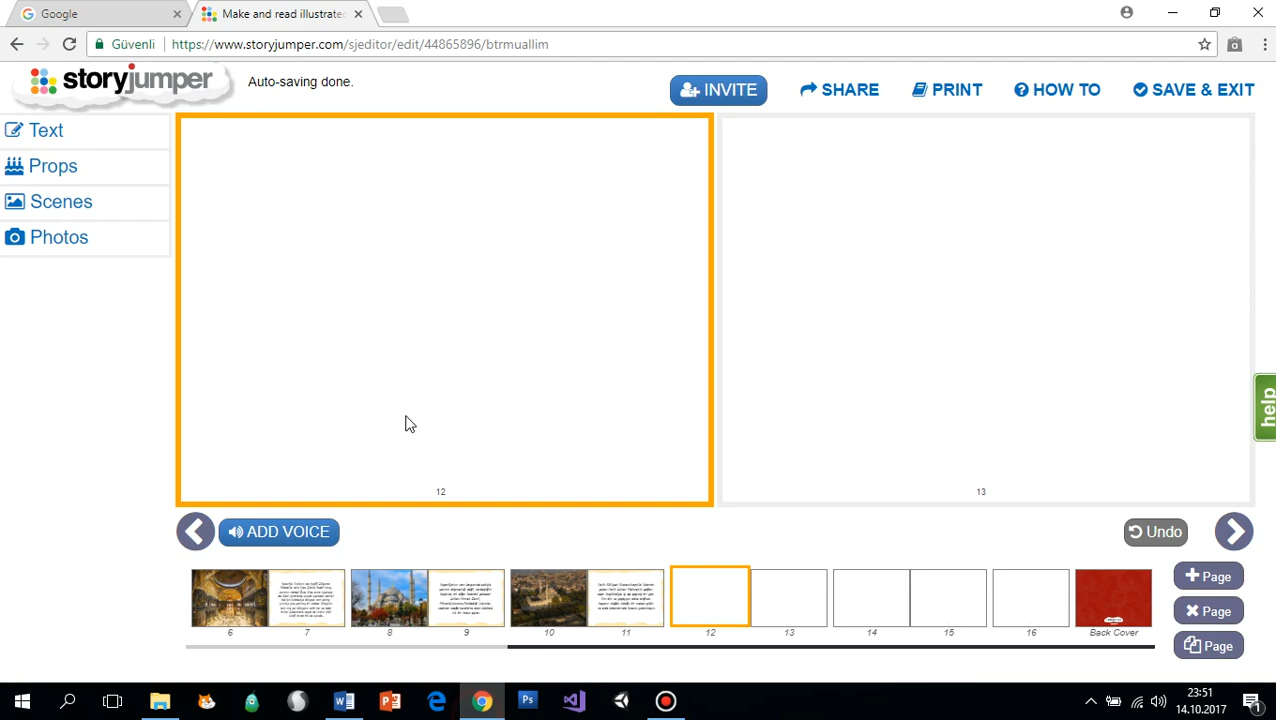 Google
Make and read illustrate
Güvenli
https://www.storyjumper.com/sjeditor/edit/44865896/btrmuallim
storyjumper
Auto-saving done.
INVITE
SHARE
PRINT
HOW TO
SAVE & EXIT
Text
Props
Scenes
Photos
help
12
13
ADD VOICE
Undo
Page
Page
Page
6
7
8
9
10
11
12
13
14
15
16
Back Cover
23:51
14.10.2017